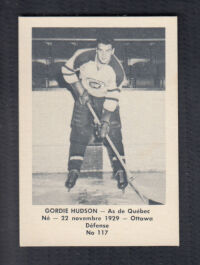 GORDIE HUDSON — As de Québec
Né — 22 novembre 1929 — Ottawa
Défense
No 117